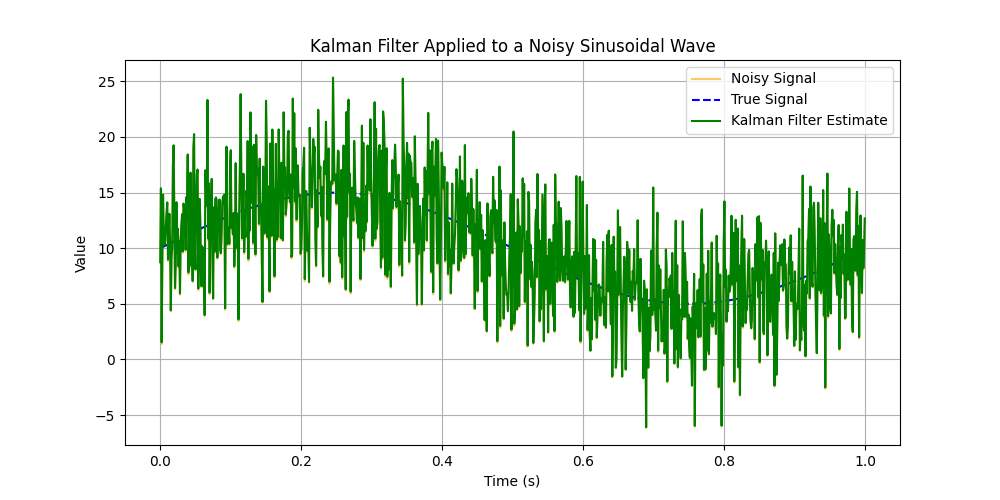 Kalman Filter Applied to a Noisy Sinusoidal Wave
Noisy Signal
True Signal
Kalman Filter Estimate
25
20
15
10
5
0
−5
Value
0.0 0.2 0.4 0.6 0.8 1.0
Time (s)